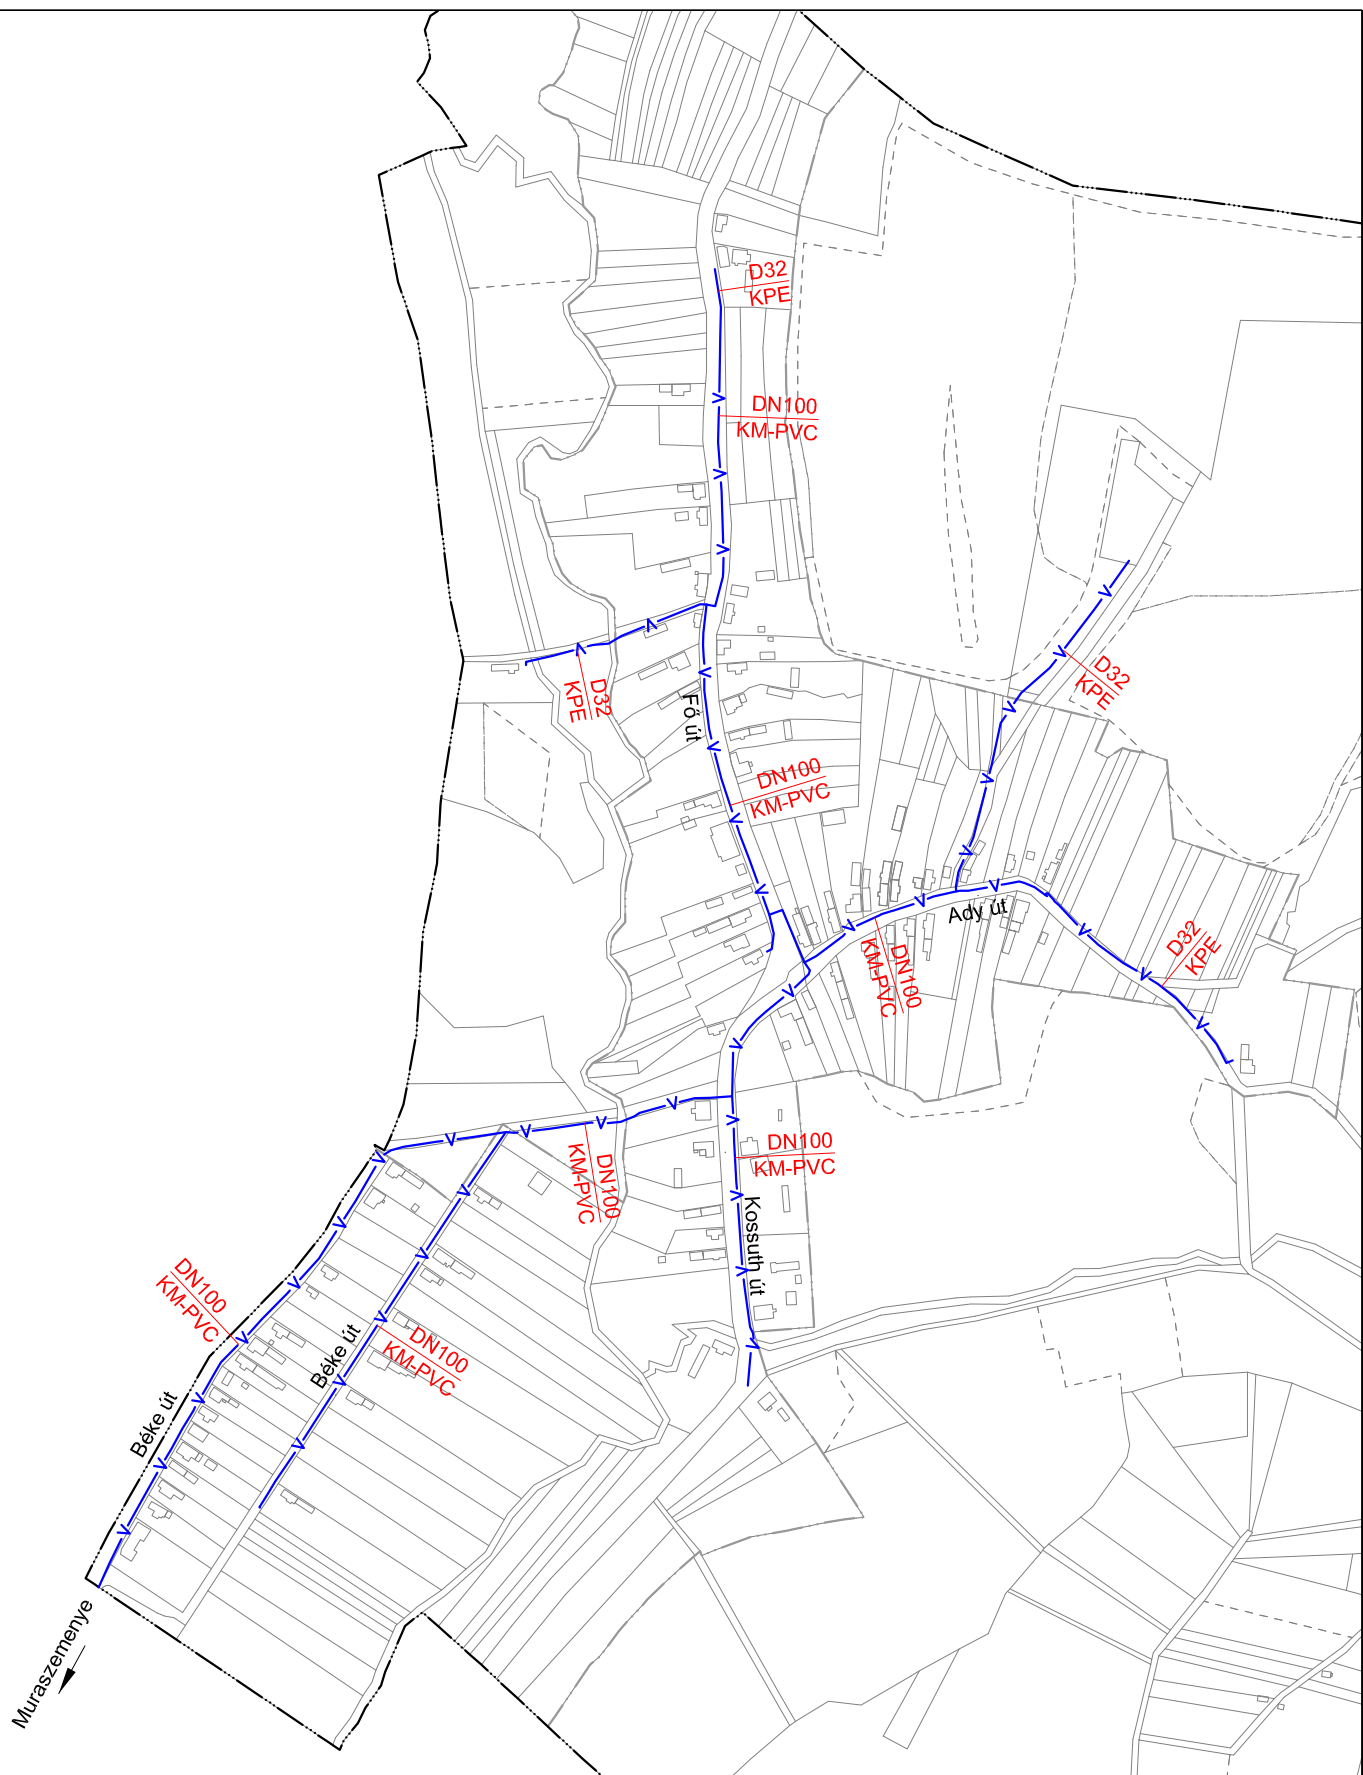 D32
KPE
DN100
KM-PVC
D32
KPE
D32
KPE
Fő út
DN100
KM-PVC
Ady út
D32
KPE
DN100
KM-PVC
DN100
KM-PVC
DN100
KM-PVC
Kossuth út
DN100
KM-PVC
Béke út
DN100
KM-PVC
Béke út
Muraszemenye